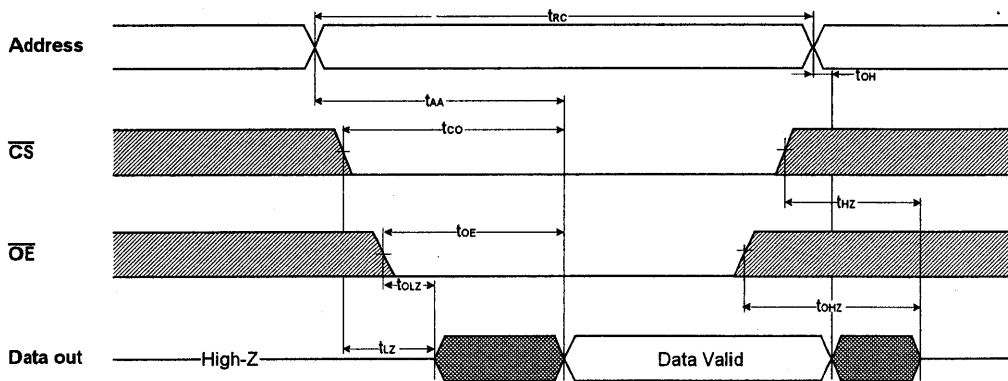 tRC
Address
tOH
tAA
tCO
CS
tHZ
OE
tOE
tOLZ
tOHZ
tLZ
Data out
High-Z
Data Valid